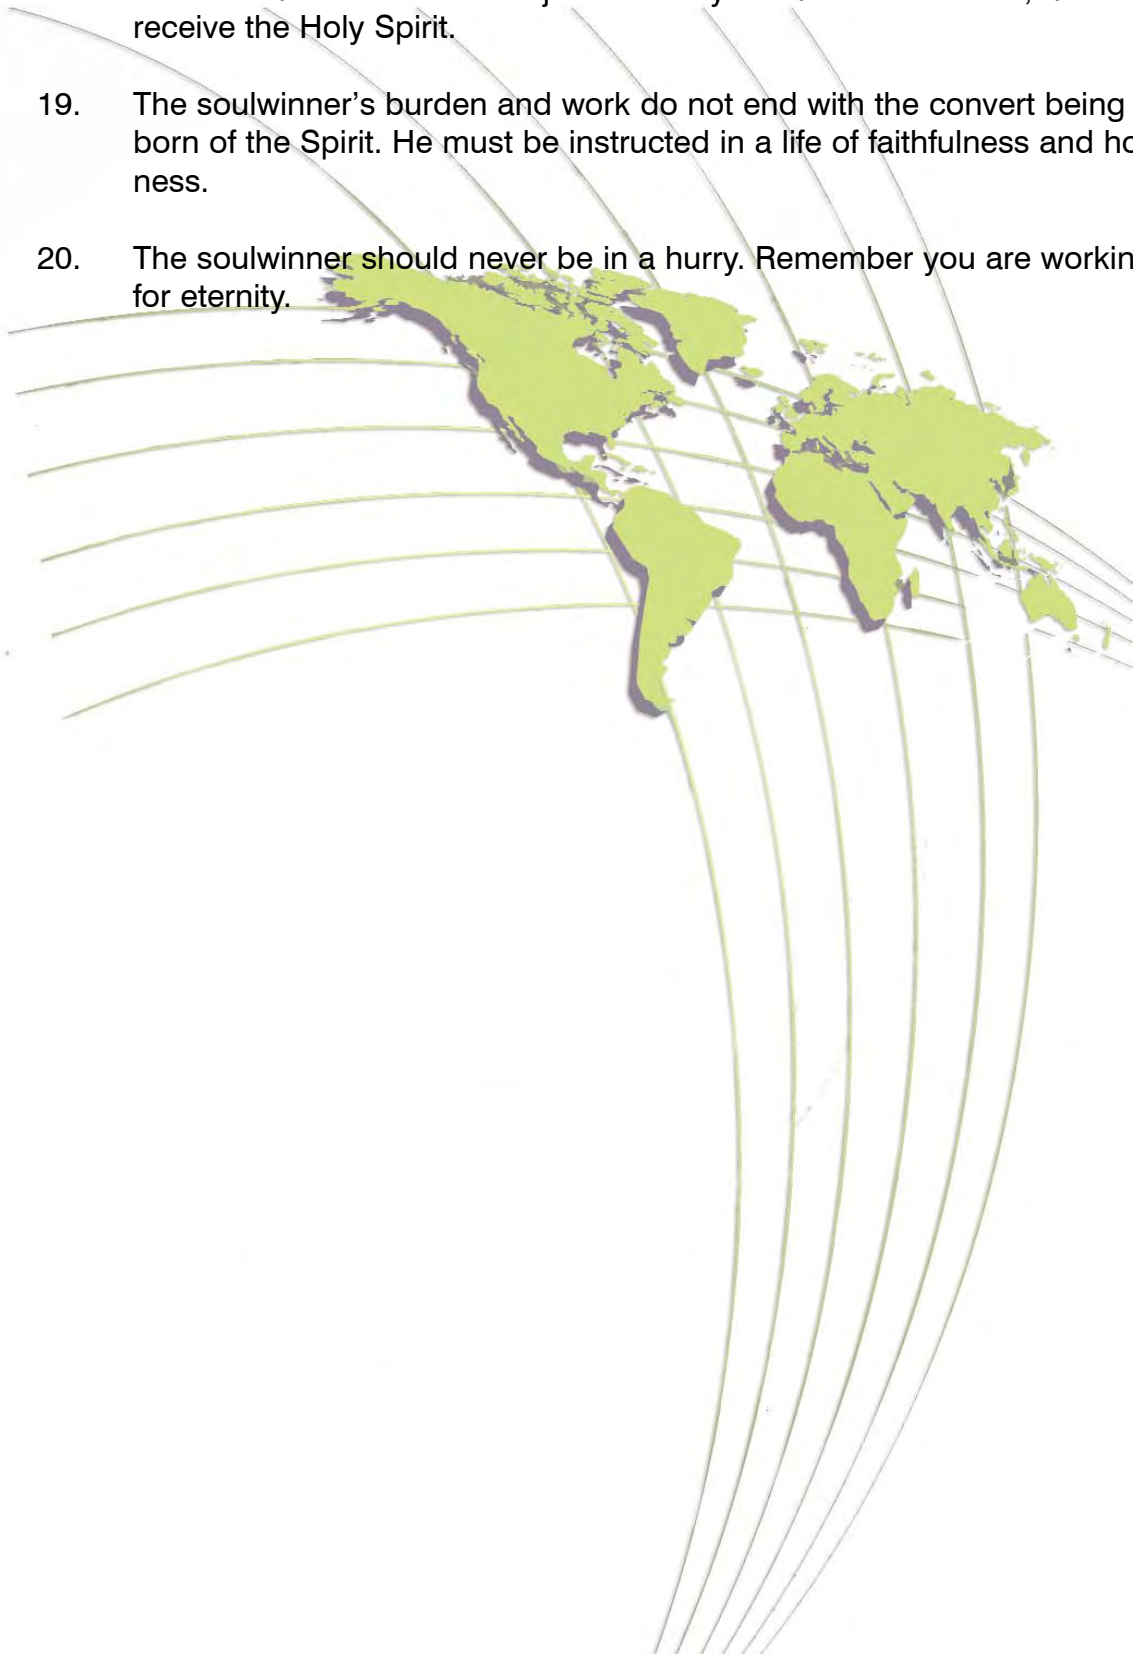 receive the Holy Spirit.
19. The soulwinner's burden and work do not end with the convert being
born of the Spirit. He must be instructed in a life of faithfulness and ho
ness.
20. The soulwinner should never be in a hurry. Remember you are workin
for eternity.